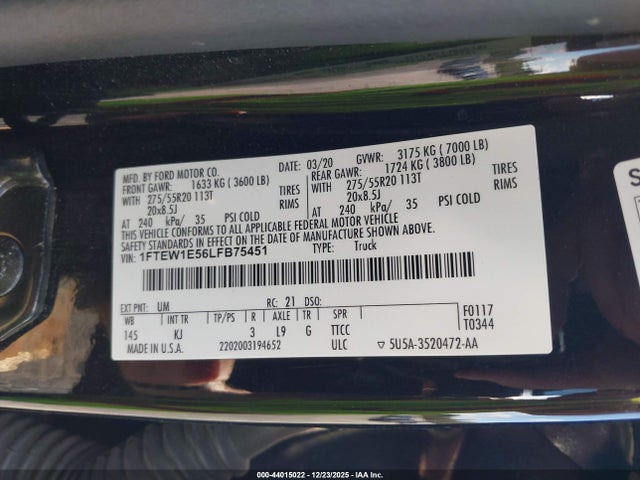 MFD. BY FORD MOTOR CO.
DATE: 03/20 GVWR: 3175 KG ( 7000 LB)
FRONT GAWR: 1633 KG ( 3600 LB)
REAR GAWR: 1724 KG ( 3800 LB)
WITH 275/55R20 113T TIRES
WITH 275/55R20 113T TIRES
20x8.5J RIMS
20x8.5J RIMS
AT 240 kPa/ 35 PSI COLD
AT 240 kPa/ 35 PSI COLD
THIS VEHICLE CONFORMS TO ALL APPLICABLE FEDERAL MOTOR VEHICLE
SAFETY STANDARDS IN EFFECT ON THE DATE OF MANUFACTURE SHOWN ABOVE.
VIN: 1FTEW1E56LFB75451 TYPE: Truck
EXT PNT: UM RC: 21 DSO:
WB INT TR TP/PS R AXLE TR SPR
145 KJ 3 L9 G TTCC
F0117
T0344
MADE IN U.S.A. 2202003194652 ULC ▽ 5U5A-3520472-AA
000-44015022 - 12/23/2025 - IAA Inc.